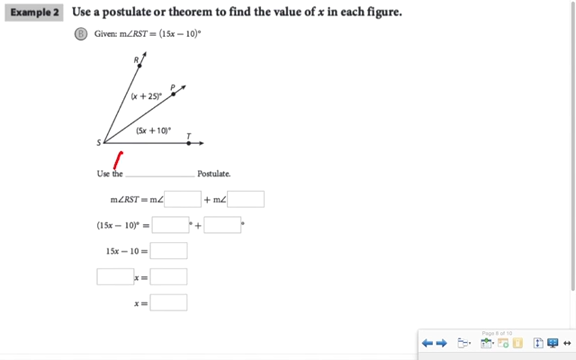 Example 2 Use a postulate or theorem to find the value of x in each figure.
B Given: m∠RST = (15x – 10)°
R
P
(x + 25)°
(5x + 10)°
T
S
Use the ____________ Postulate.
m∠RST = m∠ + m∠
(15x – 10)° = ° + °
15x – 10 =
x =
x =
Page 8 of 10